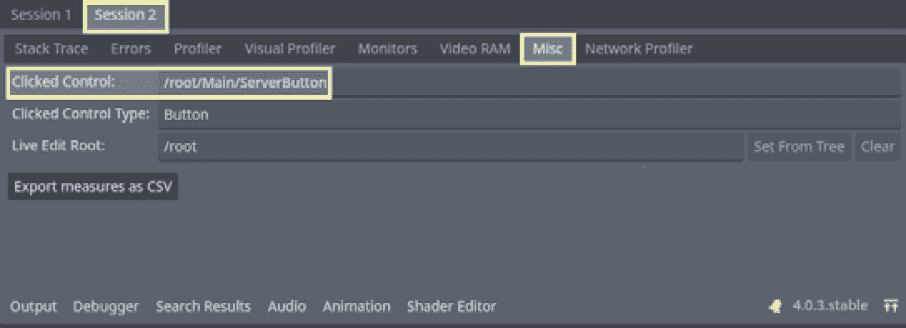 Session 1 Session 2
Stack Trace Errors Profiler Visual Profiler Monitors Video RAM Misc Network Profiler
Clicked Control: /root/Main/ServerButton
Clicked Control Type: Button
Live Edit Root: /root Set From Tree Clear
Export measures as CSV
Output Debugger Search Results Audio Animation Shader Editor 4.0.3.stable